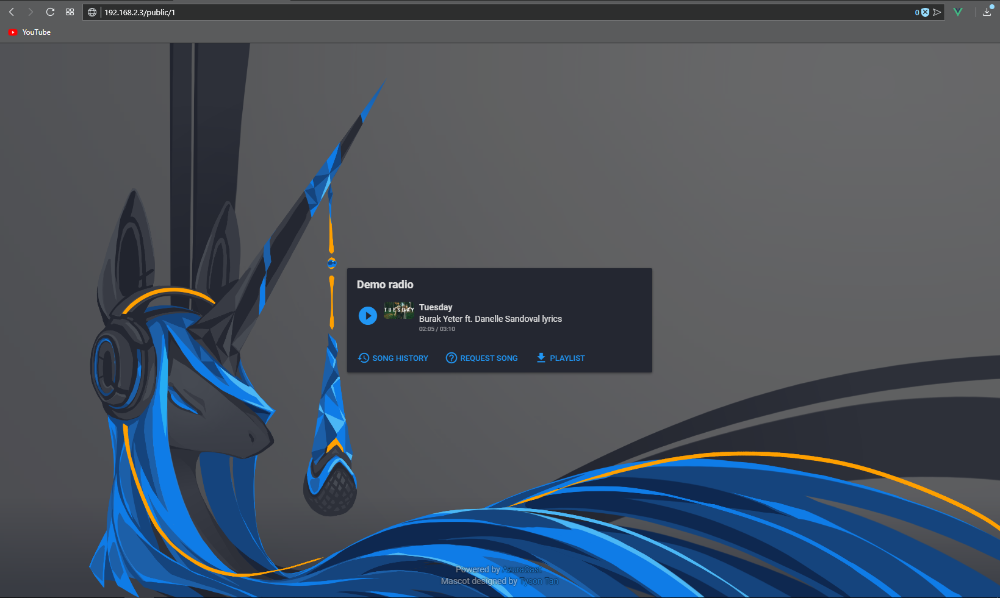 192.168.2.3/public/1
0
YouTube
Demo radio
TUESDAY
Tuesday
Burak Yeter ft. Danelle Sandoval lyrics
02:05 / 03:10
SONG HISTORY
REQUEST SONG
PLAYLIST
Powered by AzuraCast
Mascot designed by Tyson Tan